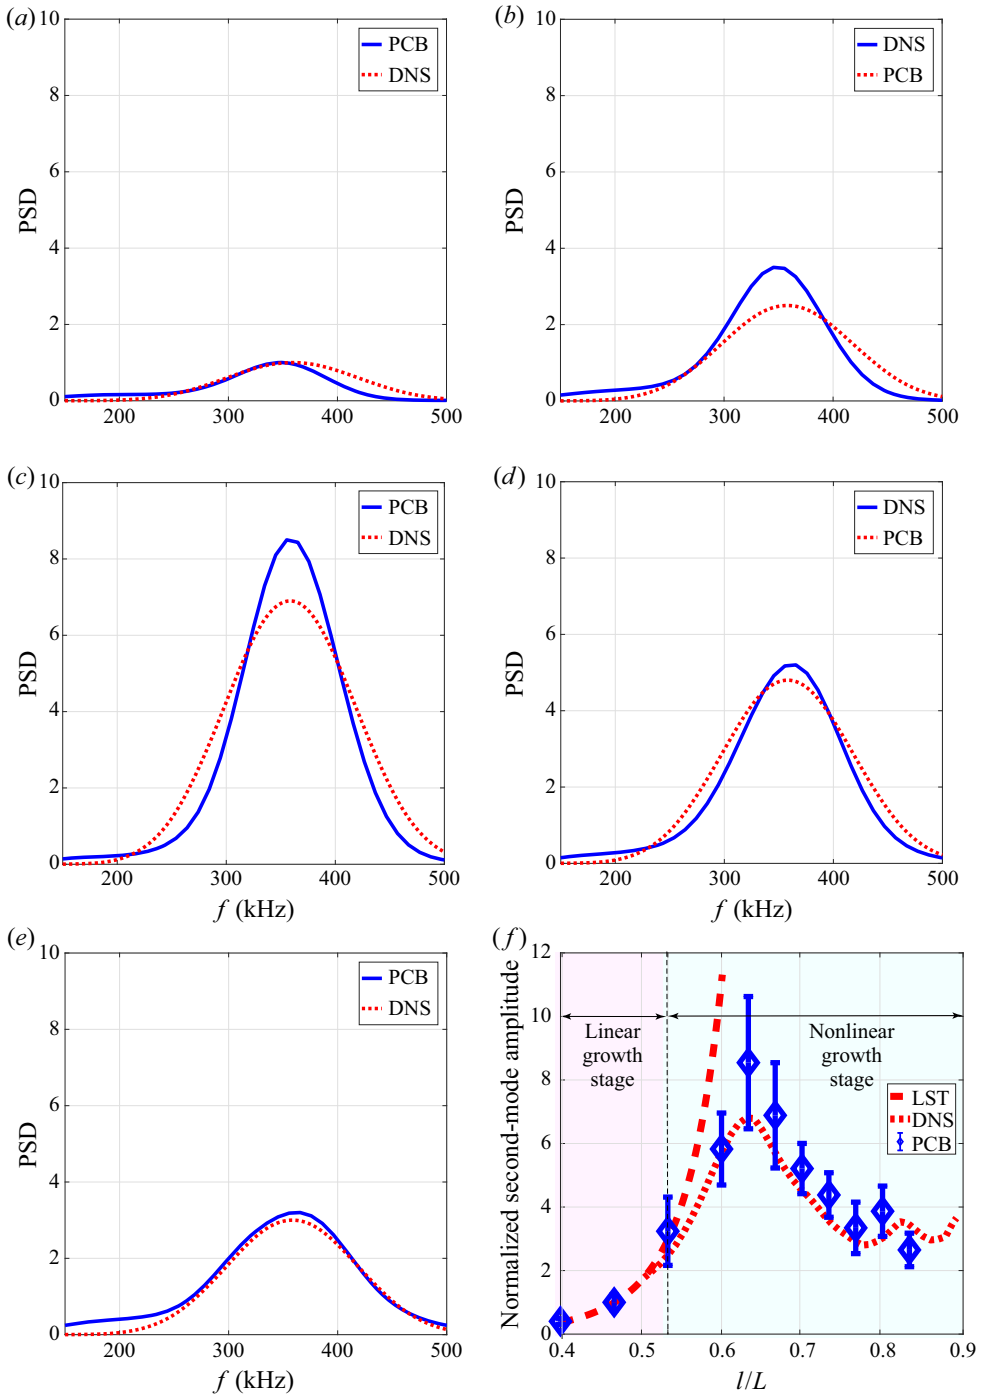 (a)
10
8
6
4
2
0
PSD
200
300
400
500
PCB
DNS
(b)
10
8
6
4
2
0
PSD
200
300
400
500
DNS
PCB
(c)
10
8
6
4
2
0
PSD
200
300
400
500
f (kHz)
PCB
DNS
(d)
10
8
6
4
2
0
PSD
200
300
400
500
f (kHz)
DNS
PCB
(e)
10
8
6
4
2
0
PSD
200
300
400
500
f (kHz)
PCB
DNS
(f)
12
10
8
6
4
2
0
Normalized second-mode amplitude
Linear
growth
stage
Nonlinear
growth
stage
LST
DNS
PCB
0.4
0.5
0.6
0.7
0.8
0.9
l/L